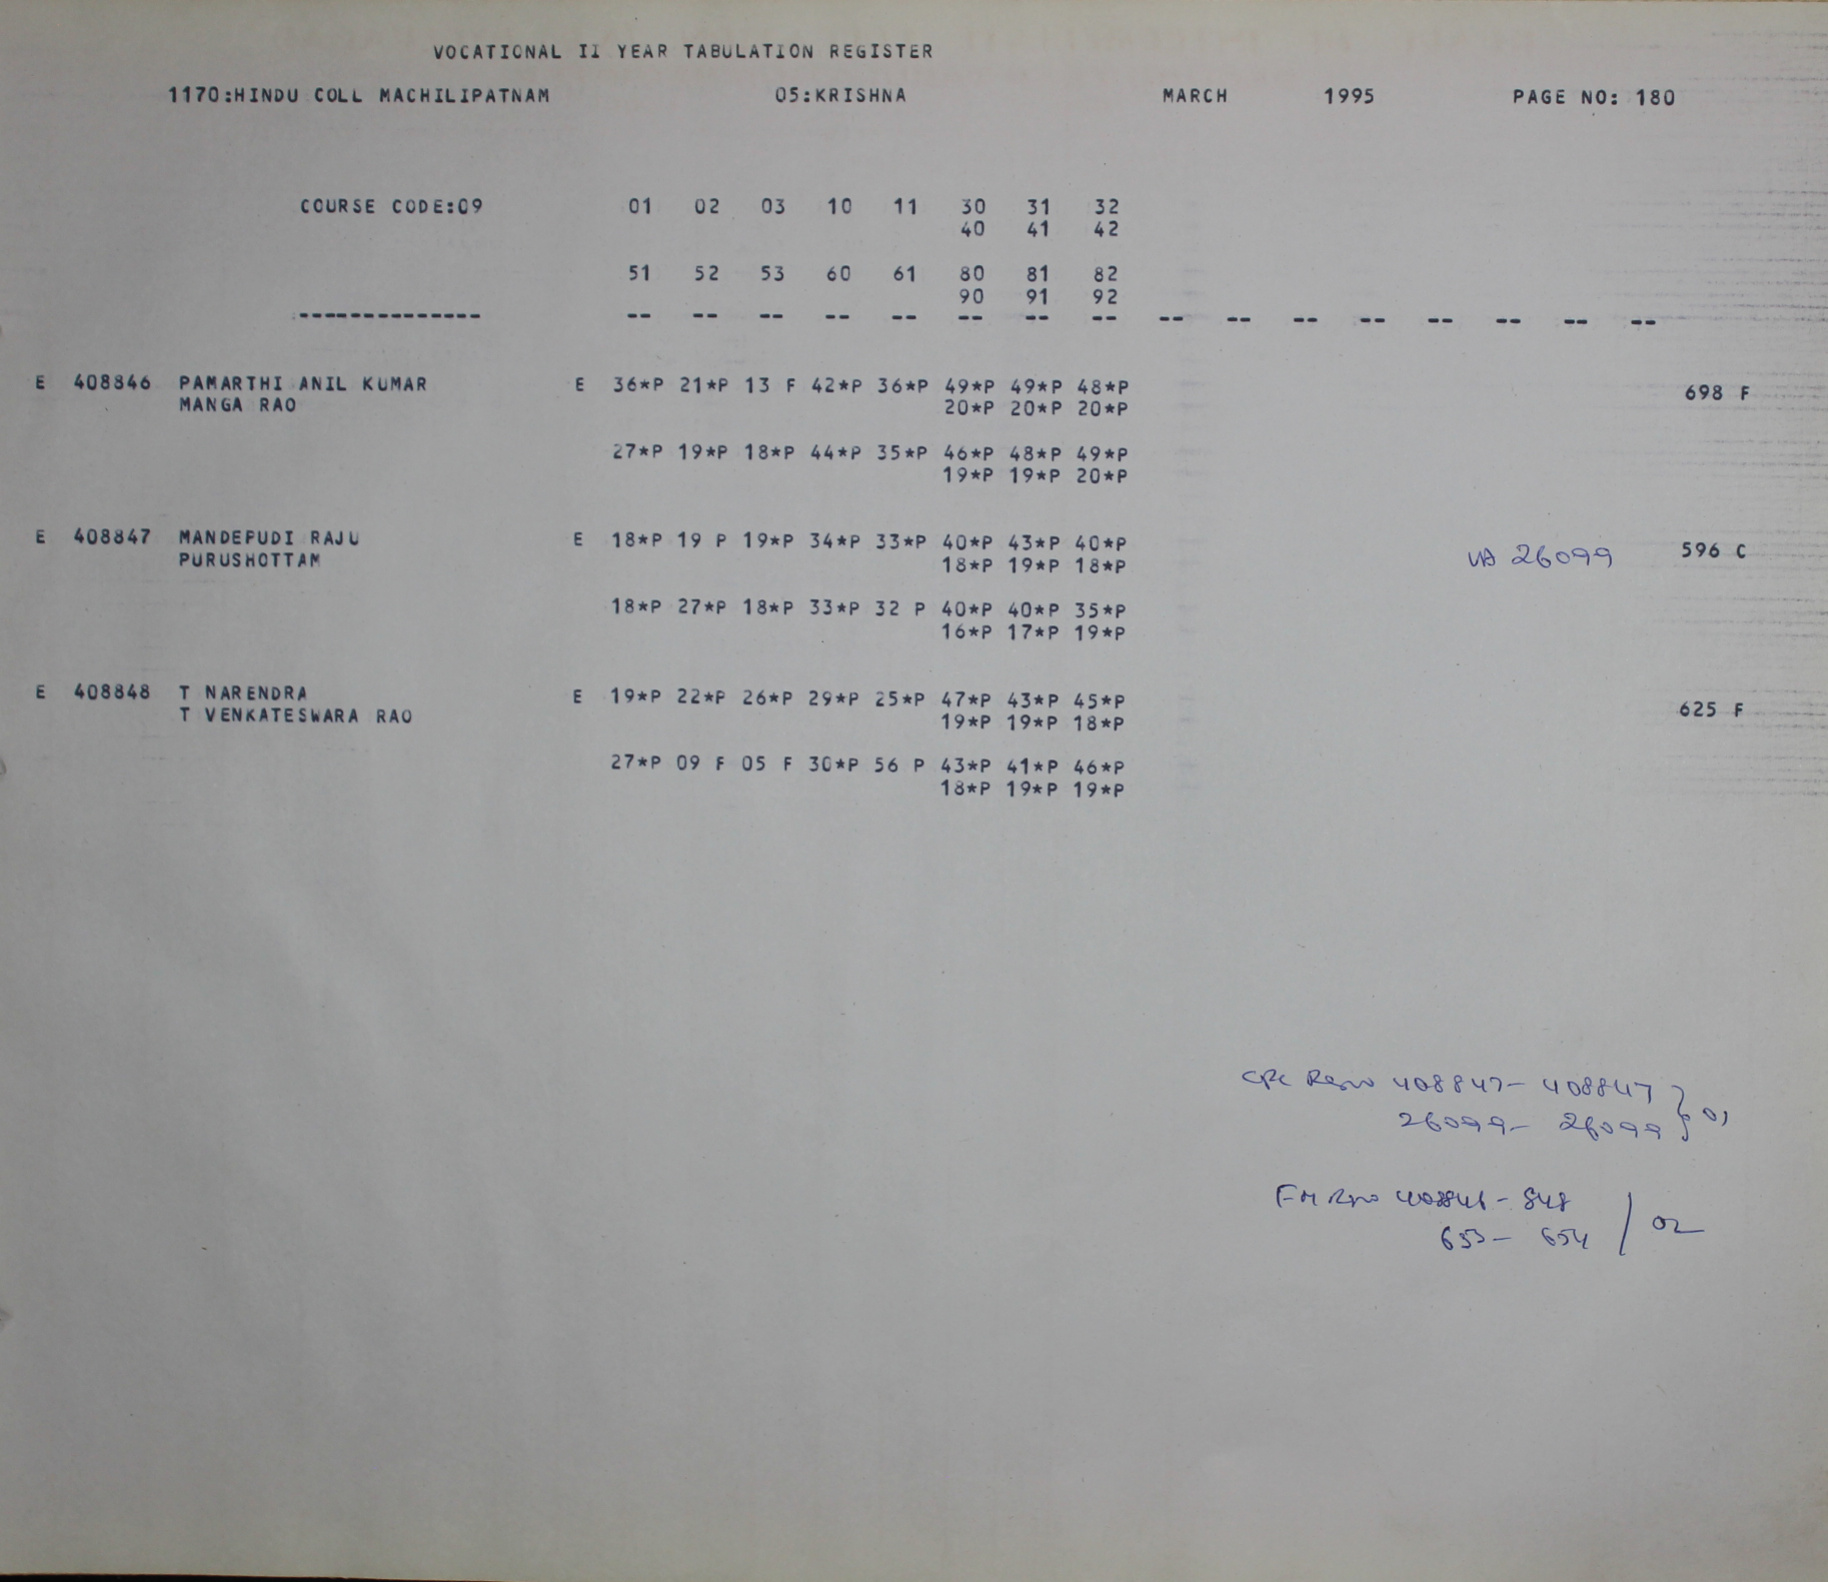 VOCATIONAL II YEAR TABULATION REGISTER
1170:HINDU COLL MACHILIPATNAM 05:KRISHNA MARCH 1995 PAGE NO: 180
COURSE CODE:09 01 02 03 10 11 30 31 32
40 41 42
51 52 53 60 61 80 81 82
90 91 92
-------------- -- -- -- -- -- -- -- -- -- -- -- -- -- -- -- --
E 408846 PAMARTHI ANIL KUMAR E 36*P 21*P 13 F 42*P 36*P 49*P 49*P 48*P 698 F
MANGA RAO 20*P 20*P 20*P
27*P 19*P 18*P 44*P 35*P 46*P 48*P 49*P
19*P 19*P 20*P
E 408847 MANDEPUDI RAJU E 18*P 19 P 19*P 34*P 33*P 40*P 43*P 40*P 26099 596 C
PURUSHOTTAM 18*P 19*P 18*P
18*P 27*P 18*P 33*P 32 P 40*P 40*P 35*P
16*P 17*P 19*P
E 408848 T NARENDRA E 19*P 22*P 26*P 29*P 25*P 47*P 43*P 45*P 625 F
T VENKATESWARA RAO 19*P 19*P 18*P
27*P 09 F 05 F 30*P 56 P 43*P 41*P 46*P
18*P 19*P 19*P
408847- 408847
26099- 26099
408846- 848
653- 654 / 02